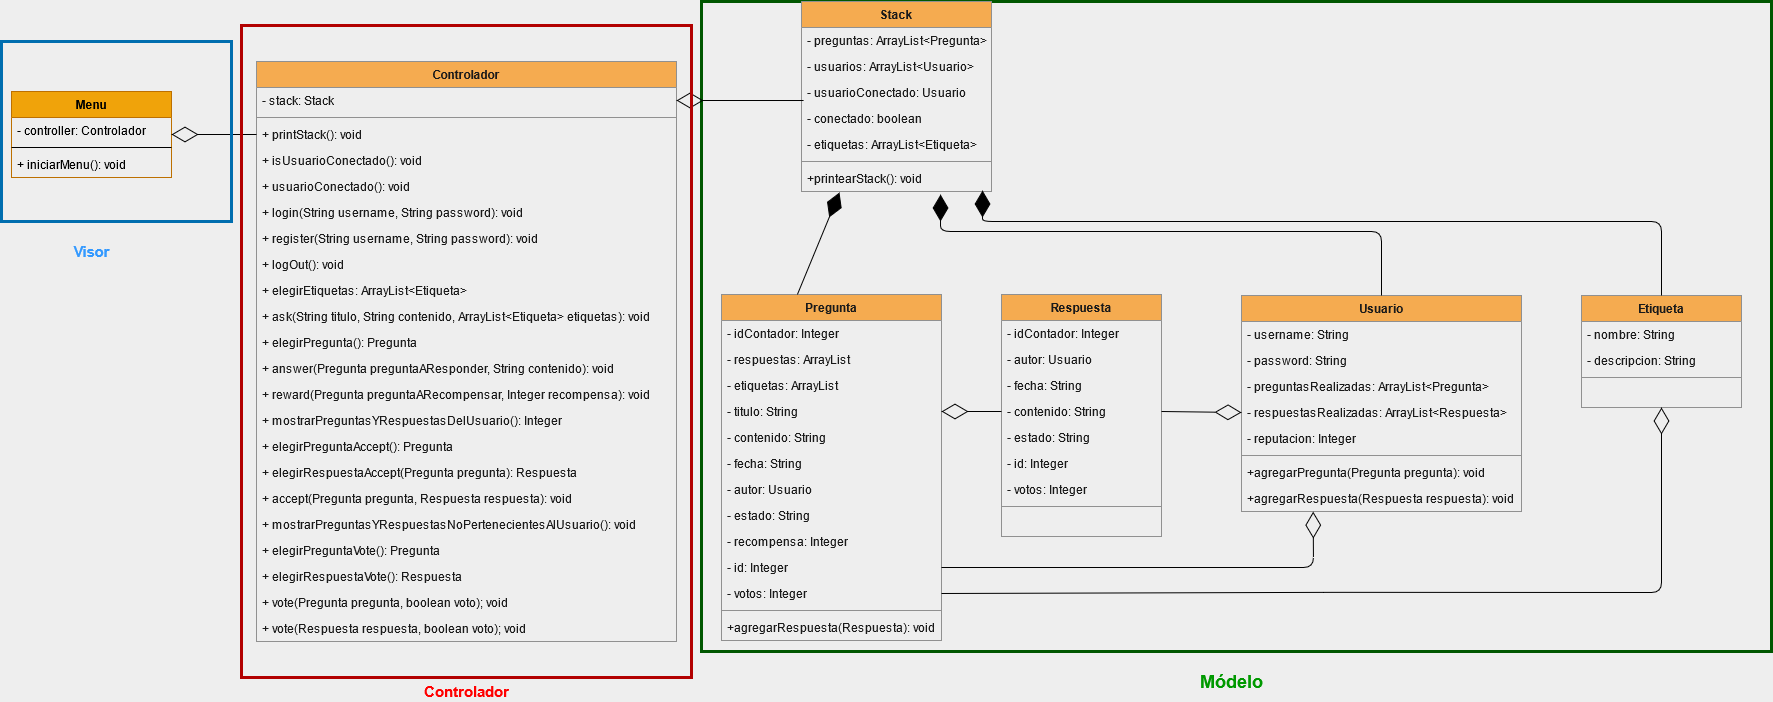 Menu
- controller: Controlador
+ iniciarMenu(): void
Visor
Controlador
- stack: Stack
+ printStack(): void
+ isUsuarioConectado(): void
+ usuarioConectado(): void
+ login(String username, String password): void
+ register(String username, String password): void
+ logOut(): void
+ elegirEtiquetas: ArrayList<Etiqueta>
+ ask(String titulo, String contenido, ArrayList<Etiqueta> etiquetas): void
+ elegirPregunta(): Pregunta
+ answer(Pregunta preguntaAResponder, String contenido): void
+ reward(Pregunta preguntaARecompensar, Integer recompensa): void
+ mostrarPreguntasYRespuestasDelUsuario(): Integer
+ elegirPreguntaAccept(): Pregunta
+ elegirRespuestaAccept(Pregunta pregunta): Respuesta
+ accept(Pregunta pregunta, Respuesta respuesta): void
+ mostrarPreguntasYRespuestasNoPertenecientesAlUsuario(): void
+ elegirPreguntaVote(): Pregunta
+ elegirRespuestaVote(): Respuesta
+ vote(Pregunta pregunta, boolean voto); void
+ vote(Respuesta respuesta, boolean voto); void
Controlador
Stack
- preguntas: ArrayList<Pregunta>
- usuarios: ArrayList<Usuario>
- usuarioConectado: Usuario
- conectado: boolean
- etiquetas: ArrayList<Etiqueta>
+printearStack(): void
Pregunta
- idContador: Integer
- respuestas: ArrayList
- etiquetas: ArrayList
- titulo: String
- contenido: String
- fecha: String
- autor: Usuario
- estado: String
- recompensa: Integer
- id: Integer
- votos: Integer
+agregarRespuesta(Respuesta): void
Respuesta
- idContador: Integer
- autor: Usuario
- fecha: String
- contenido: String
- estado: String
- id: Integer
- votos: Integer
Usuario
- username: String
- password: String
- preguntasRealizadas: ArrayList<Pregunta>
- respuestasRealizadas: ArrayList<Respuesta>
- reputacion: Integer
+agregarPregunta(Pregunta pregunta): void
+agregarRespuesta(Respuesta respuesta): void
Etiqueta
- nombre: String
- descripcion: String
Módelo